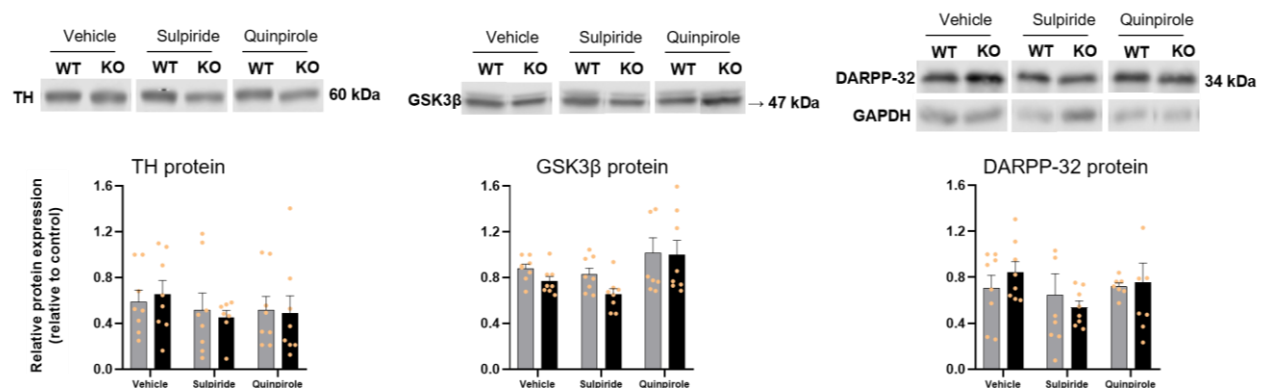 Vehicle Sulpiride Quinpirole
WT KO WT KO WT KO
TH 60 kDa
Vehicle Sulpiride Quinpirole
WT KO WT KO WT KO
GSK3β → 47 kDa
Vehicle Sulpiride Quinpirole
WT KO WT KO WT KO
DARPP-32 34 kDa
GAPDH
Relative protein expression
(relative to control)
TH protein
1.6
1.2
0.8
0.4
0.0
Vehicle Sulpiride Quinpirole
GSK3β protein
1.6
1.2
0.8
0.4
0.0
Vehicle Sulpiride Quinpirole
DARPP-32 protein
1.6
1.2
0.8
0.4
0.0
Vehicle Sulpiride Quinpirole